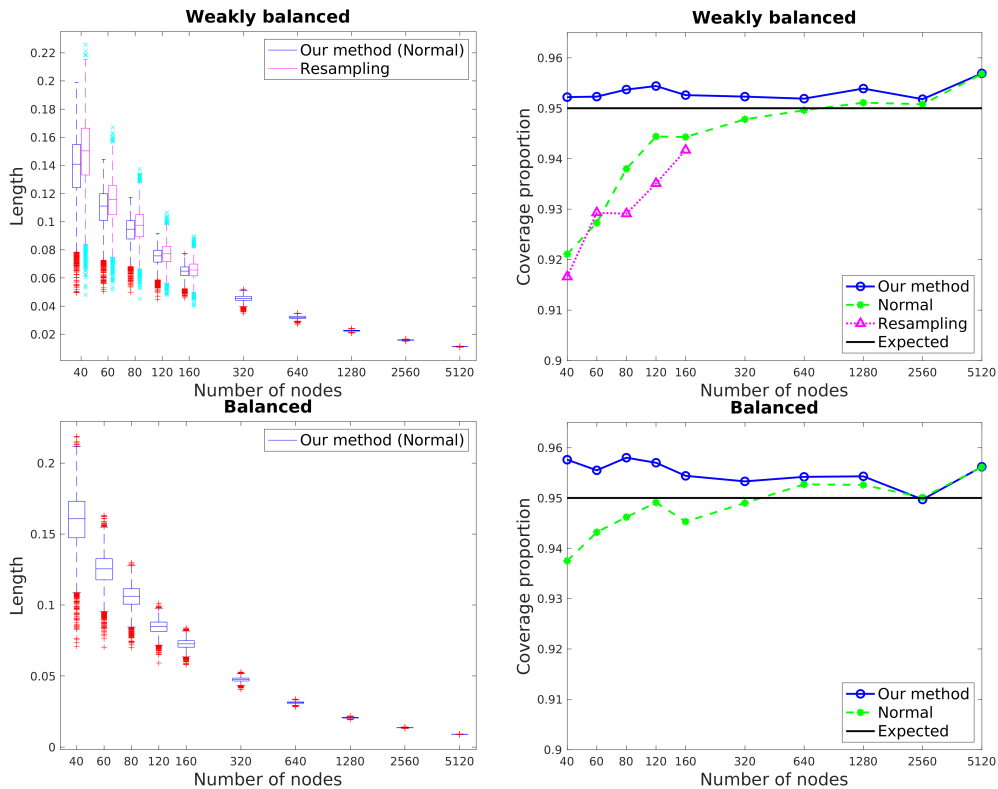 Weakly balanced
Length
0.22
0.2
0.18
0.16
0.14
0.12
0.1
0.08
0.06
0.04
0.02
Our method (Normal)
Resampling
40 60 80 120 160 320 640 1280 2560 5120
Number of nodes
Weakly balanced
Coverage proportion
0.96
0.95
0.94
0.93
0.92
0.91
0.9
Our method
Normal
Resampling
Expected
40 60 80 120 160 320 640 1280 2560 5120
Number of nodes
Balanced
Length
0.2
0.15
0.1
0.05
0
Our method (Normal)
40 60 80 120 160 320 640 1280 2560 5120
Number of nodes
Balanced
Coverage proportion
0.96
0.95
0.94
0.93
0.92
0.91
0.9
Our method
Normal
Expected
40 60 80 120 160 320 640 1280 2560 5120
Number of nodes